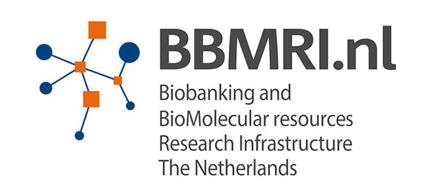 BBMRI.nl
Biobanking and
BioMolecular resources
Research Infrastructure
The Netherlands